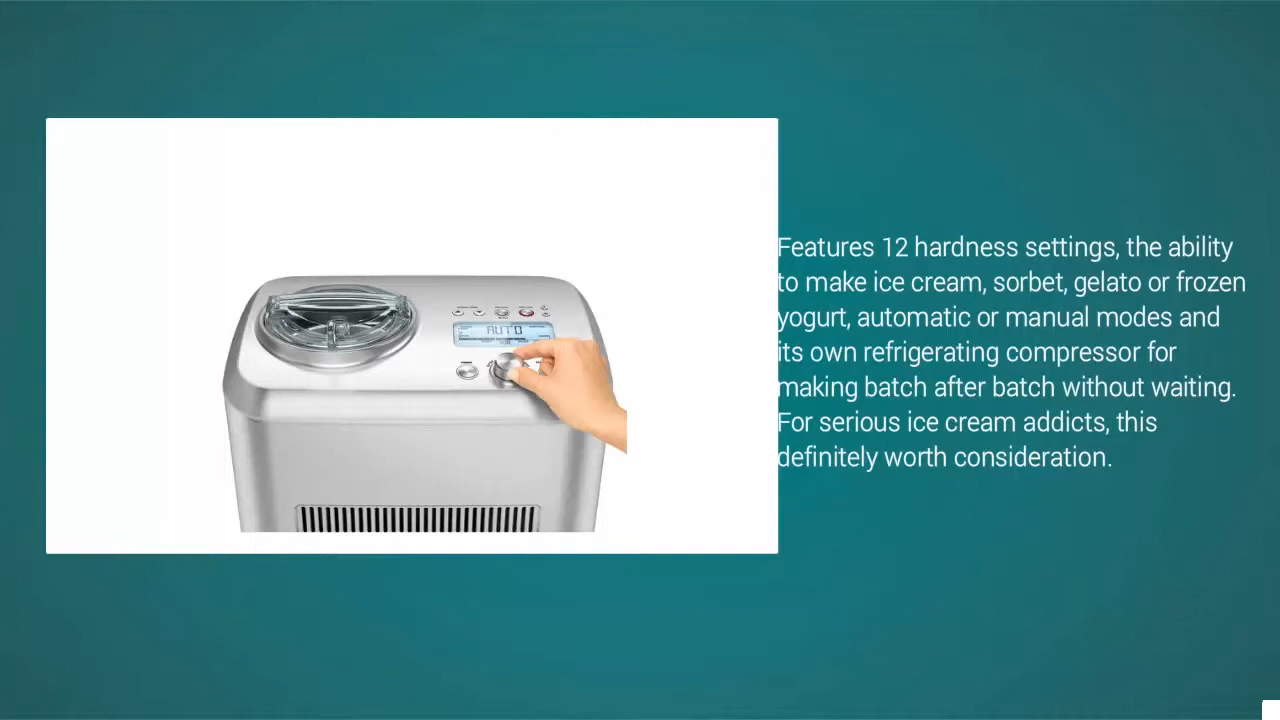 AUTO
Features 12 hardness settings, the ability
to make ice cream, sorbet, gelato or frozen
yogurt, automatic or manual modes and
its own refrigerating compressor for
making batch after batch without waiting.
For serious ice cream addicts, this
definitely worth consideration.